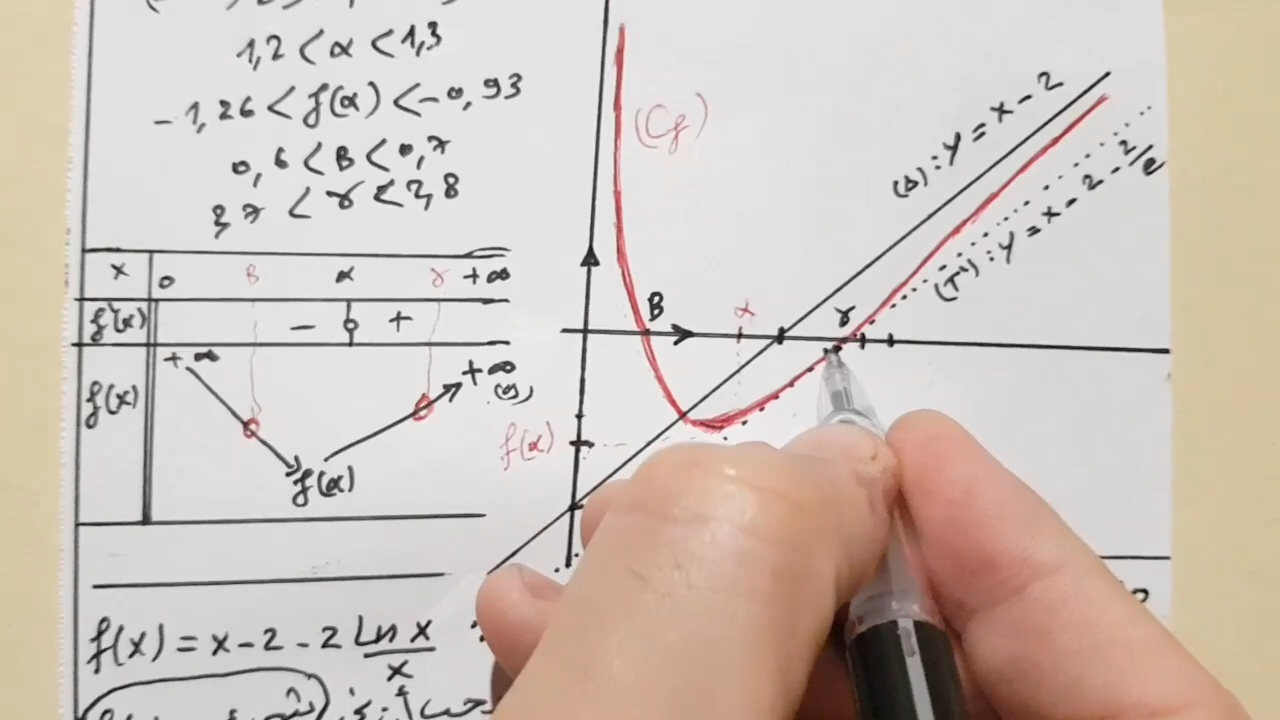 1,2 < α < 1,3
-1,26 < f(α) < -0,93
0,6 < B < 0,7
2,7 < γ < 2,8
x 0 B α γ +∞
f'(x) - 0 +
f(x) +∞ f(α) +∞
f(x) = x - 2 - 2 Ln x / x
(Cf)
(Δ) : y = x - 2
(T) : y = x - 2 - 2/e
B α γ
f(α)